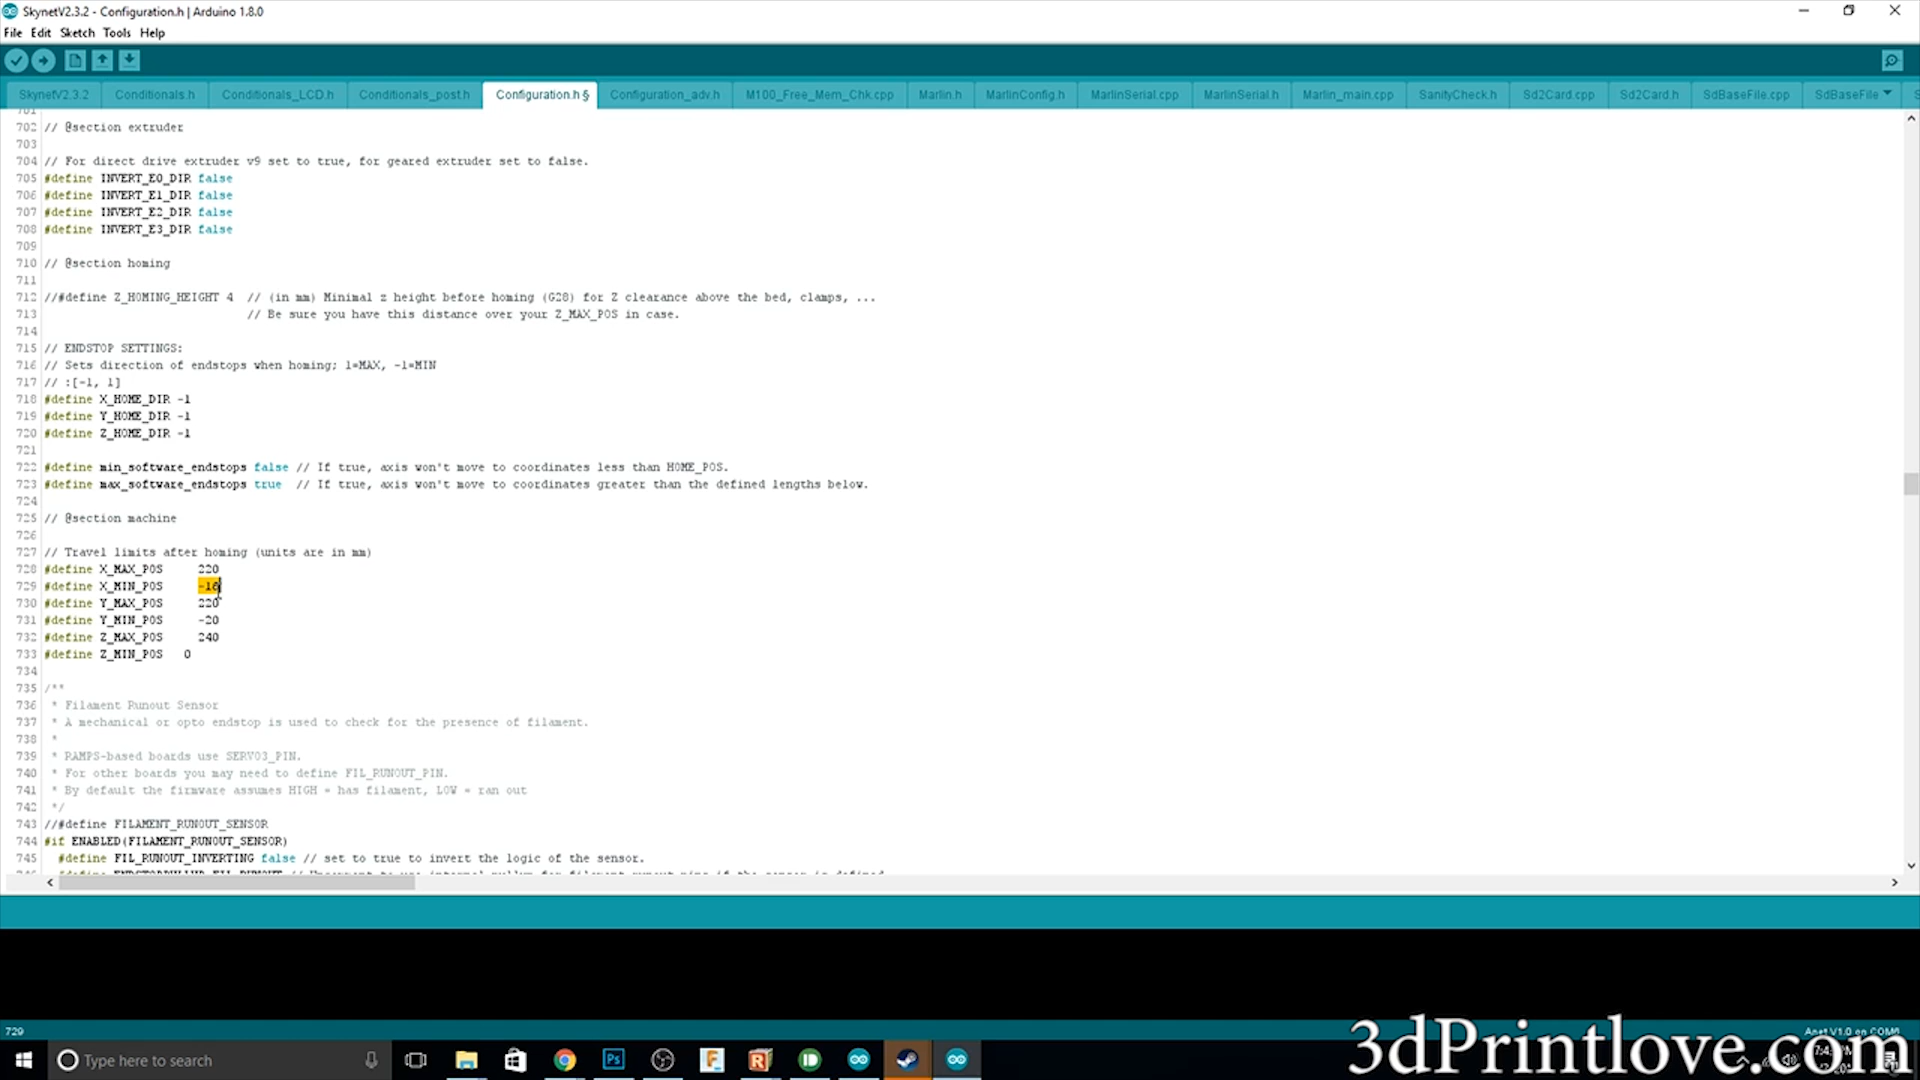 SkynetV2.3.2 - Configuration.h | Arduino 1.8.0
File Edit Sketch Tools Help
SkynetV2.3.2 Conditionals.h Conditionals_LCD.h Conditionals_post.h Configuration.h § Configuration_adv.h M100_Free_Mem_Chk.cpp Marlin.h MarlinConfig.h MarlinSerial.cpp MarlinSerial.h Marlin_main.cpp SanityCheck.h Sd2Card.cpp Sd2Card.h SdBaseFile.cpp SdBaseFile
701
702 // @section extruder
703
704 // For direct drive extruder v9 set to true, for geared extruder set to false.
705 #define INVERT_E0_DIR false
706 #define INVERT_E1_DIR false
707 #define INVERT_E2_DIR false
708 #define INVERT_E3_DIR false
709
710 // @section homing
711
712 //#define Z_HOMING_HEIGHT 4 // (in mm) Minimal z height before homing (G28) for Z clearance above the bed, clamps, ...
713 // Be sure you have this distance over your Z_MAX_POS in case.
714
715 // ENDSTOP SETTINGS:
716 // Sets direction of endstops when homing; 1=MAX, -1=MIN
717 // :[-1, 1]
718 #define X_HOME_DIR -1
719 #define Y_HOME_DIR -1
720 #define Z_HOME_DIR -1
721
722 #define min_software_endstops false // If true, axis won't move to coordinates less than HOME_POS.
723 #define max_software_endstops true // If true, axis won't move to coordinates greater than the defined lengths below.
724
725 // @section machine
726
727 // Travel limits after homing (units are in mm)
728 #define X_MAX_POS 220
729 #define X_MIN_POS
730 #define Y_MAX_POS 220
731 #define Y_MIN_POS -20
732 #define Z_MAX_POS 240
733 #define Z_MIN_POS 0
734
735 /**
736 * Filament Runout Sensor
737 * A mechanical or opto endstop is used to check for the presence of filament.
738 *
739 * RAMPS-based boards use SERVO3_PIN.
740 * For other boards you may need to define FIL_RUNOUT_PIN.
741 * By default the firmware assumes HIGH = has filament, LOW = ran out
742 */
743 //#define FILAMENT_RUNOUT_SENSOR
744 #if ENABLED(FILAMENT_RUNOUT_SENSOR)
745 #define FIL_RUNOUT_INVERTING false // set to true to invert the logic of the sensor.
729
Type here to search
3dPrintlove.com